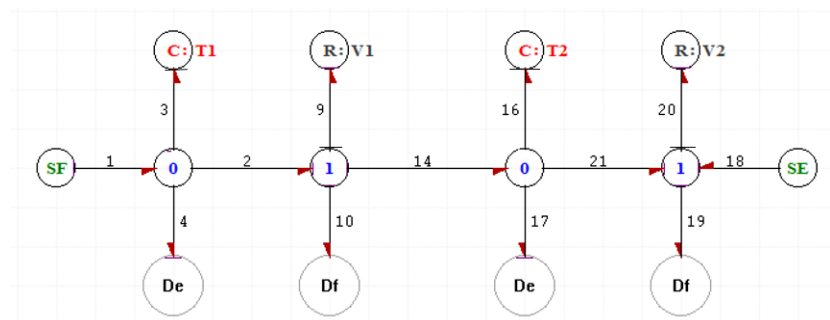 C: T1 R: V1 C: T2 R: V2
3 9 16 20
SF 1 0 2 1 14 0 21 1 18 SE
4 10 17 19
De Df De Df